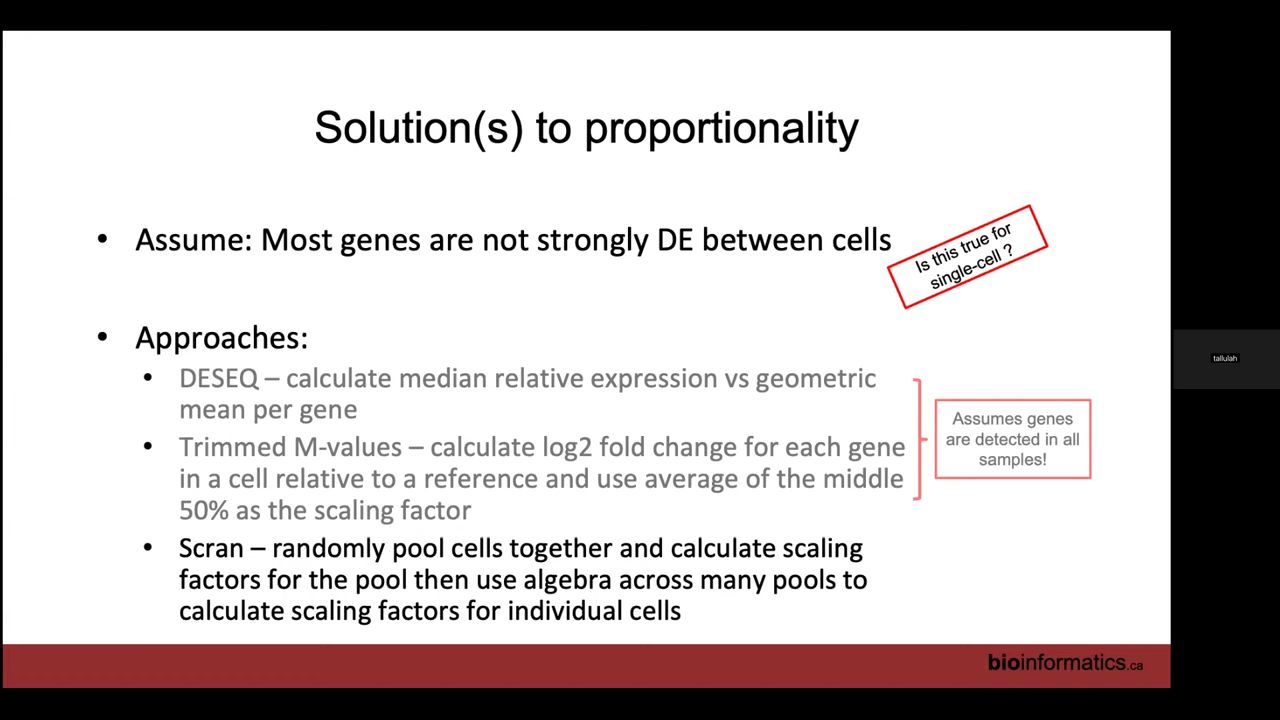 Solution(s) to proportionality
• Assume: Most genes are not strongly DE between cells
Is this true for
single-cell ?
• Approaches:
• DESEQ – calculate median relative expression vs geometric
mean per gene
• Trimmed M-values – calculate log2 fold change for each gene
in a cell relative to a reference and use average of the middle
50% as the scaling factor
Assumes genes
are detected in all
samples!
• Scran – randomly pool cells together and calculate scaling
factors for the pool then use algebra across many pools to
calculate scaling factors for individual cells
bioinformatics.ca
tallulah